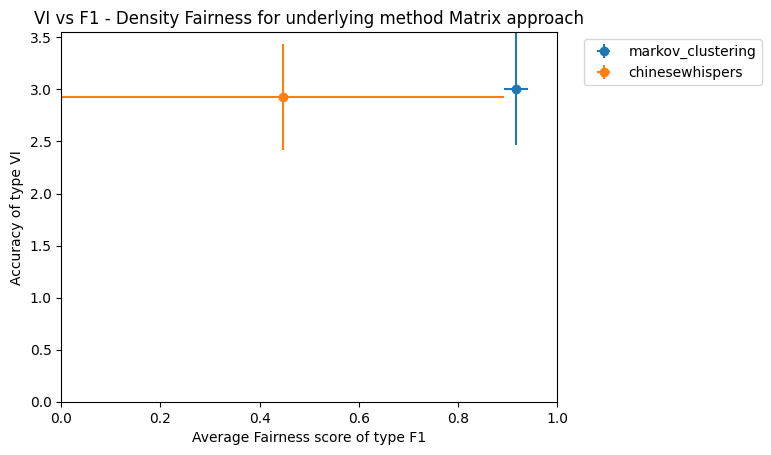 VI vs F1 - Density Fairness for underlying method Matrix approach
markov_clustering
chinesewhispers
Accuracy of type VI
3.5
3.0
2.5
2.0
1.5
1.0
0.5
0.0
0.0 0.2 0.4 0.6 0.8 1.0
Average Fairness score of type F1